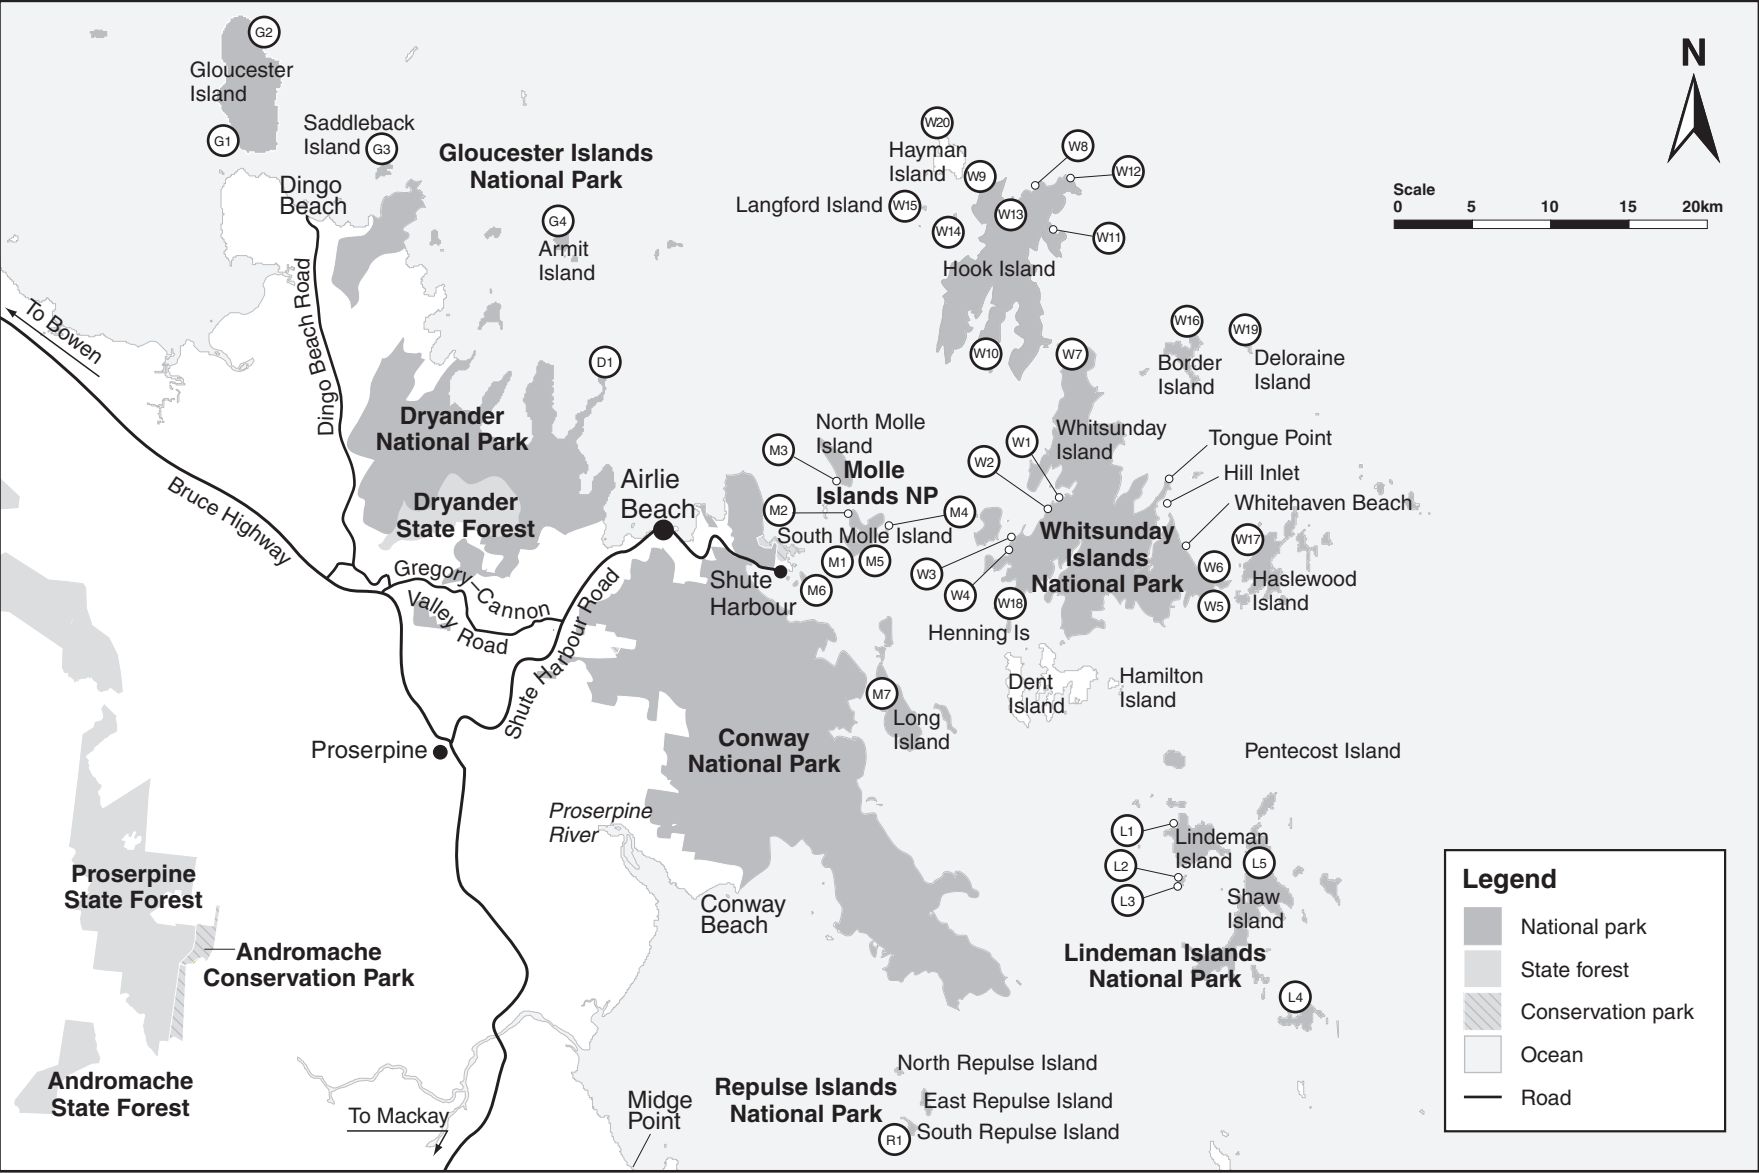 G2
Gloucester
Island
G1
Saddleback
Island
G3
Gloucester Islands
National Park
Dingo
Beach
G4
Armit
Island
W20
Hayman
Island
W9
W8
W12
Langford Island
W15
W13
W14
W11
Hook Island
N
Scale
0 5 10 15 20km
To Bowen
Dingo Beach Road
D1
W10
W7
W16
W19
Border
Island
Deloraine
Island
Dryander
National Park
Dryander
State Forest
Bruce Highway
Airlie
Beach
North Molle
Island
M3
Molle
Islands NP
M2
M4
South Molle Island
M1
M5
M6
W1
W2
Whitsunday
Island
Tongue Point
Hill Inlet
Whitehaven Beach
Whitsunday
Islands
National Park
W17
W6
W5
Haslewood
Island
W3
W4
W18
Henning Is
Gregory-Cannon
Valley Road
Shute Harbour Road
Shute
Harbour
Dent
Island
Hamilton
Island
M7
Long
Island
Proserpine
Conway
National Park
Pentecost Island
Proserpine
River
L1
Lindeman
Island
L2
L5
L3
Shaw
Island
Conway
Beach
Proserpine
State Forest
Andromache
Conservation Park
Lindeman Islands
National Park
L4
Andromache
State Forest
To Mackay
Midge
Point
North Repulse Island
Repulse Islands
National Park
East Repulse Island
R1
South Repulse Island
Legend
National park
State forest
Conservation park
Ocean
Road